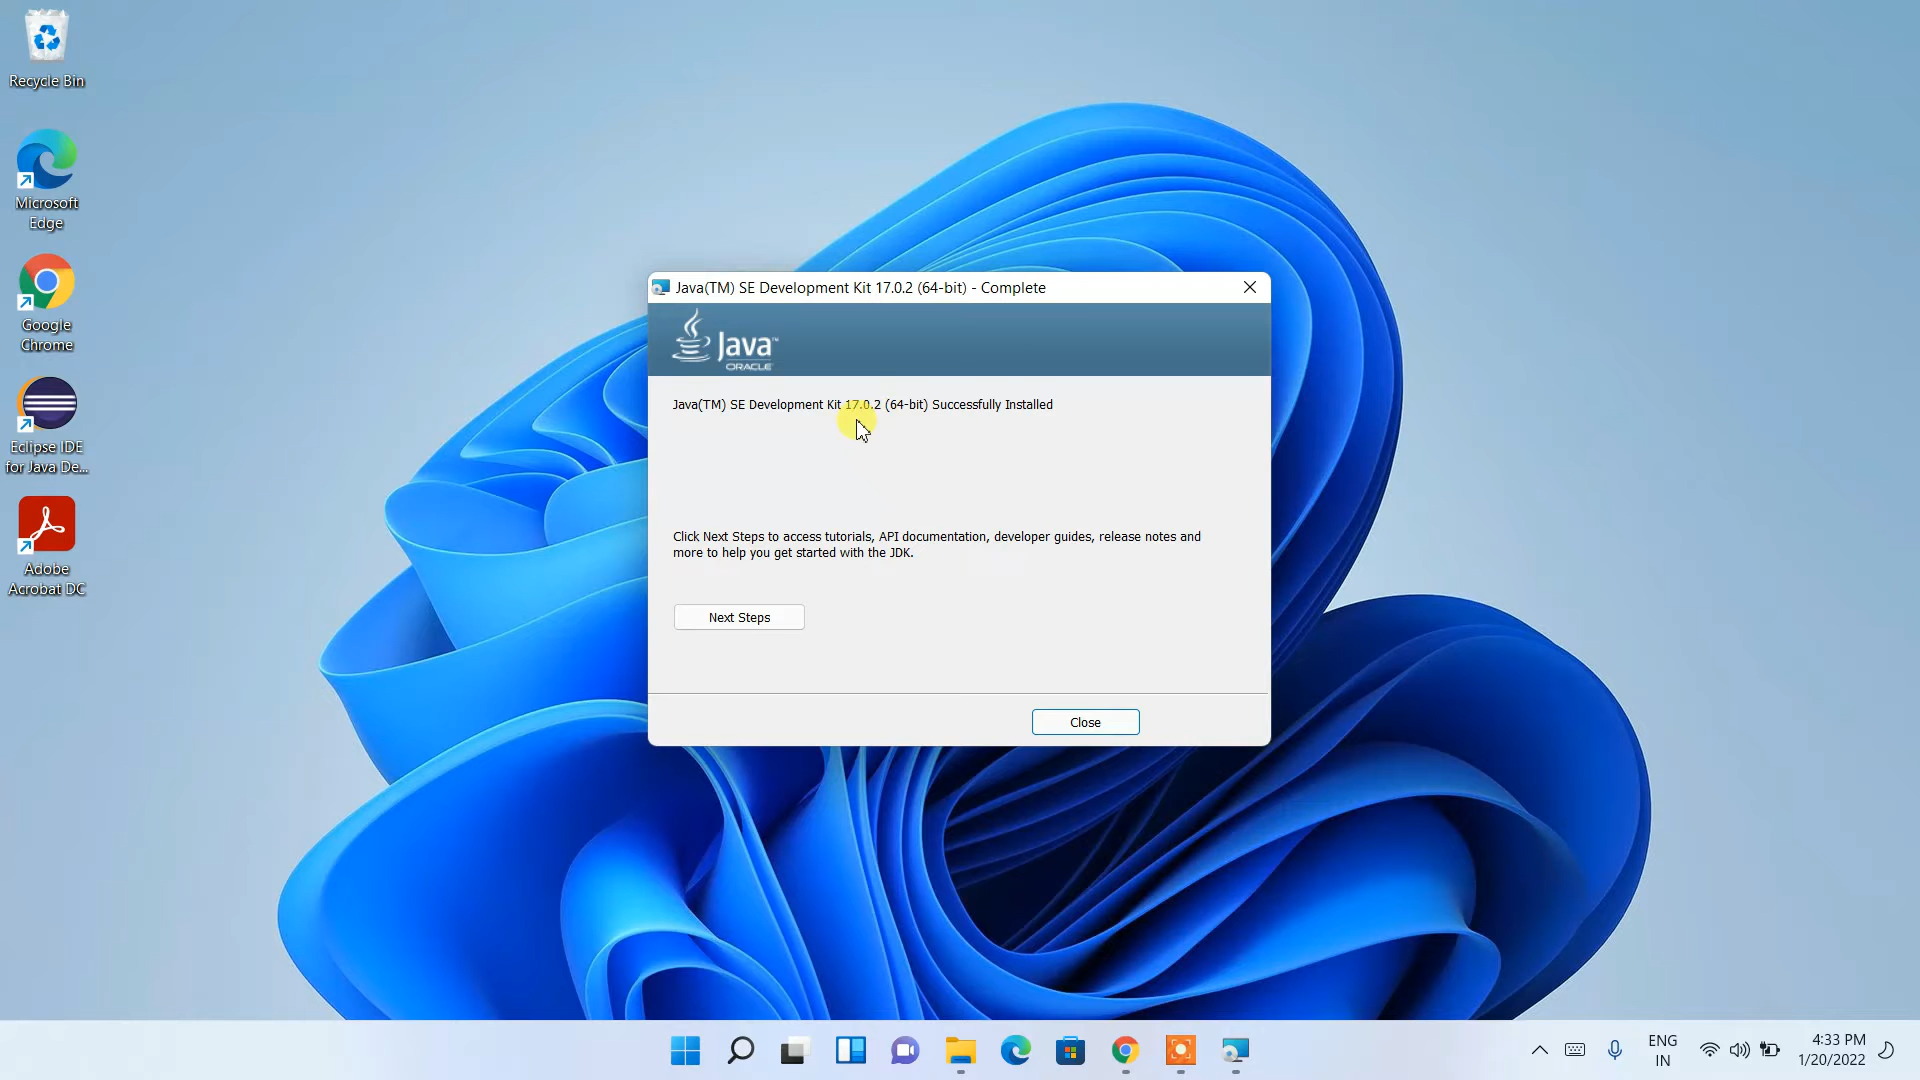 Recycle Bin
Microsoft
Edge
Google
Chrome
Eclipse IDE
for Java De...
Adobe
Acrobat DC
Java(TM) SE Development Kit 17.0.2 (64-bit) - Complete
Java™
ORACLE
Java(TM) SE Development Kit 17.0.2 (64-bit) Successfully Installed
Click Next Steps to access tutorials, API documentation, developer guides, release notes and
more to help you get started with the JDK.
Next Steps
Close
ENG
IN
4:33 PM
1/20/2022